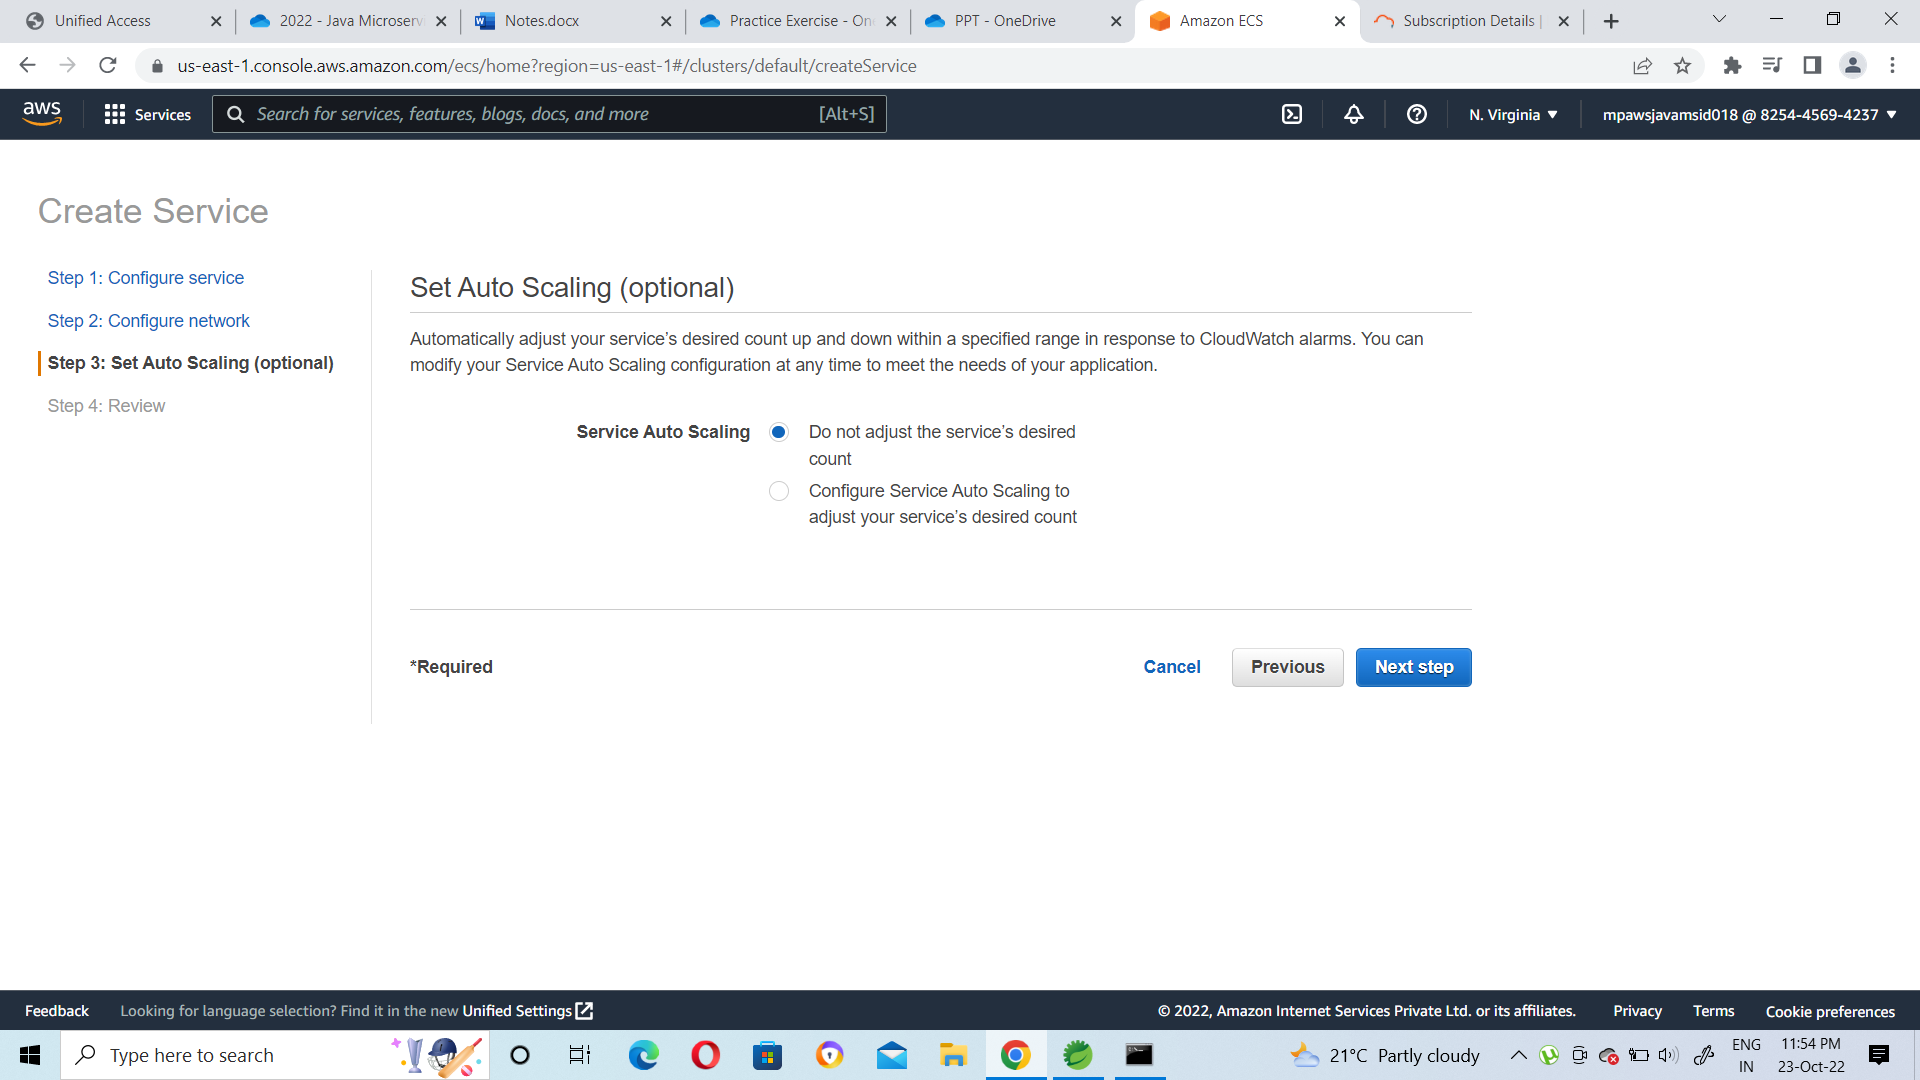 Unified Access
2022 - Java Microserv
Notes.docx
Practice Exercise - On
PPT - OneDrive
Amazon ECS
Subscription Details |
us-east-1.console.aws.amazon.com/ecs/home?region=us-east-1#/clusters/default/createService
aws
Services
Search for services, features, blogs, docs, and more
[Alt+S]
N. Virginia
mpawsjavamsid018 @ 8254-4569-4237
Create Service
Step 1: Configure service
Step 2: Configure network
Step 3: Set Auto Scaling (optional)
Step 4: Review
Set Auto Scaling (optional)
Automatically adjust your service’s desired count up and down within a specified range in response to CloudWatch alarms. You can
modify your Service Auto Scaling configuration at any time to meet the needs of your application.
Service Auto Scaling
Do not adjust the service’s desired
count
Configure Service Auto Scaling to
adjust your service’s desired count
*Required
Cancel
Previous
Next step
Feedback
Looking for language selection? Find it in the new Unified Settings
© 2022, Amazon Internet Services Private Ltd. or its affiliates.
Privacy
Terms
Cookie preferences
Type here to search
21°C Partly cloudy
ENG
IN
11:54 PM
23-Oct-22